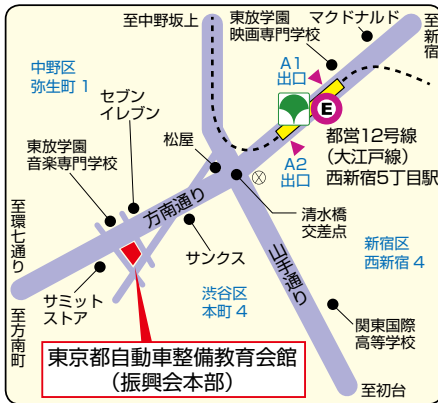 至中野坂上
東放学園
映画専門学校
マクドナルド
至新宿
中野区
弥生町 1
A1
出口
セブン
イレブン
E
東放学園
音楽専門学校
松屋
都営12号線
(大江戸線)
西新宿5丁目駅
A2
出口
方南通り
清水橋
交差点
至環七通り
サンクス
山手通り
新宿区
西新宿 4
サミット
ストア
渋谷区
本町 4
至方南町
関東国際
高等学校
東京都自動車整備教育会館
(振興会本部)
至初台